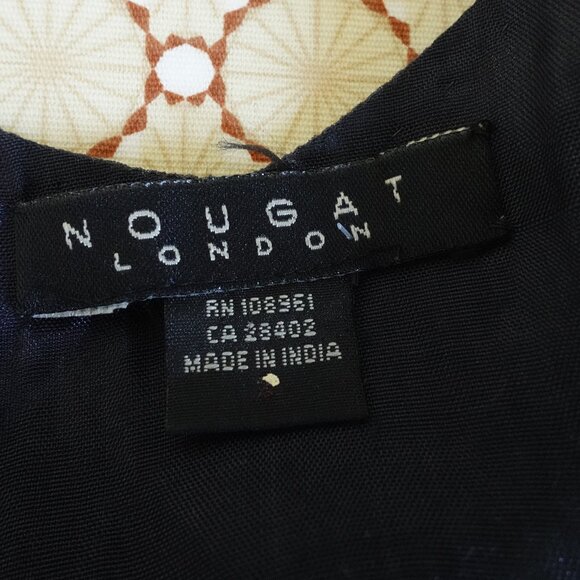 NOUGAT
LONDON
RN 108961
CA 28402
MADE IN INDIA